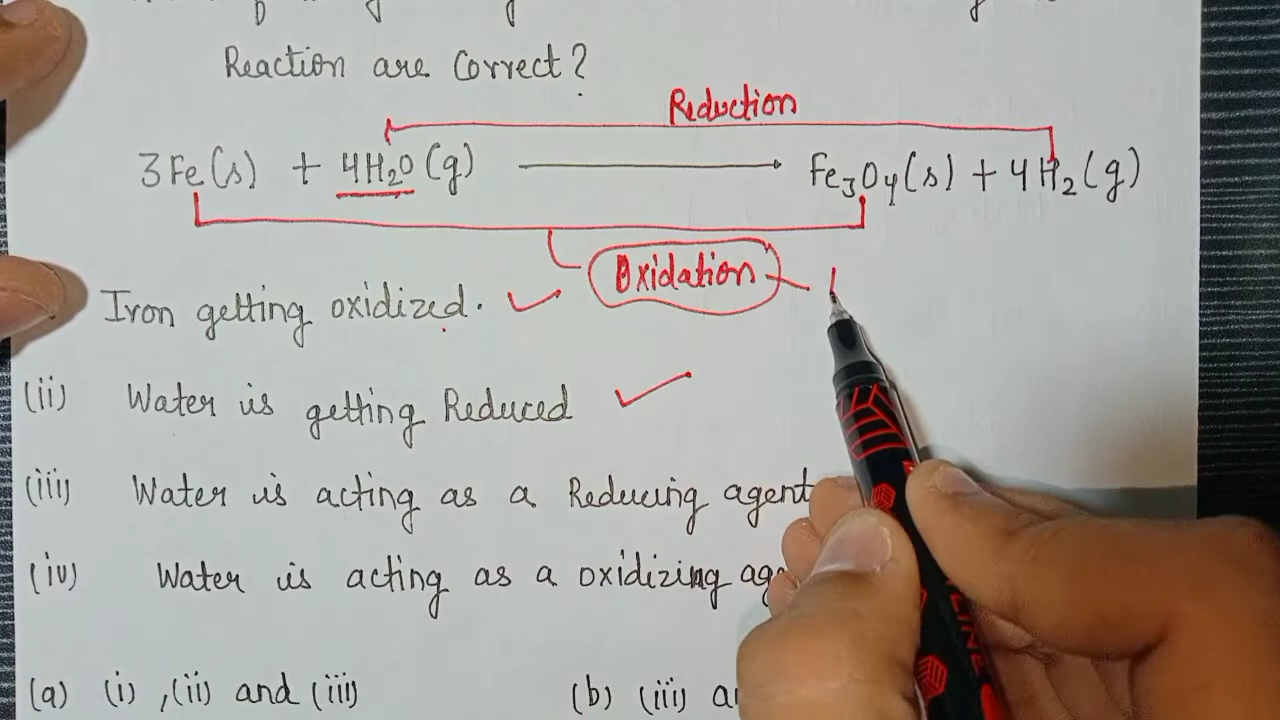 Reaction are Correct?
Reduction
3Fe(s) + 4H₂O(g) ⟶ Fe₃O₄(s) + 4H₂(g)
Oxidation
Iron getting oxidized.
(ii) Water is getting Reduced
(iii) Water is acting as a Reducing agent
(iv) Water is acting as a oxidizing
(a) (i) ,(ii) and (iii)
(b) (iii)